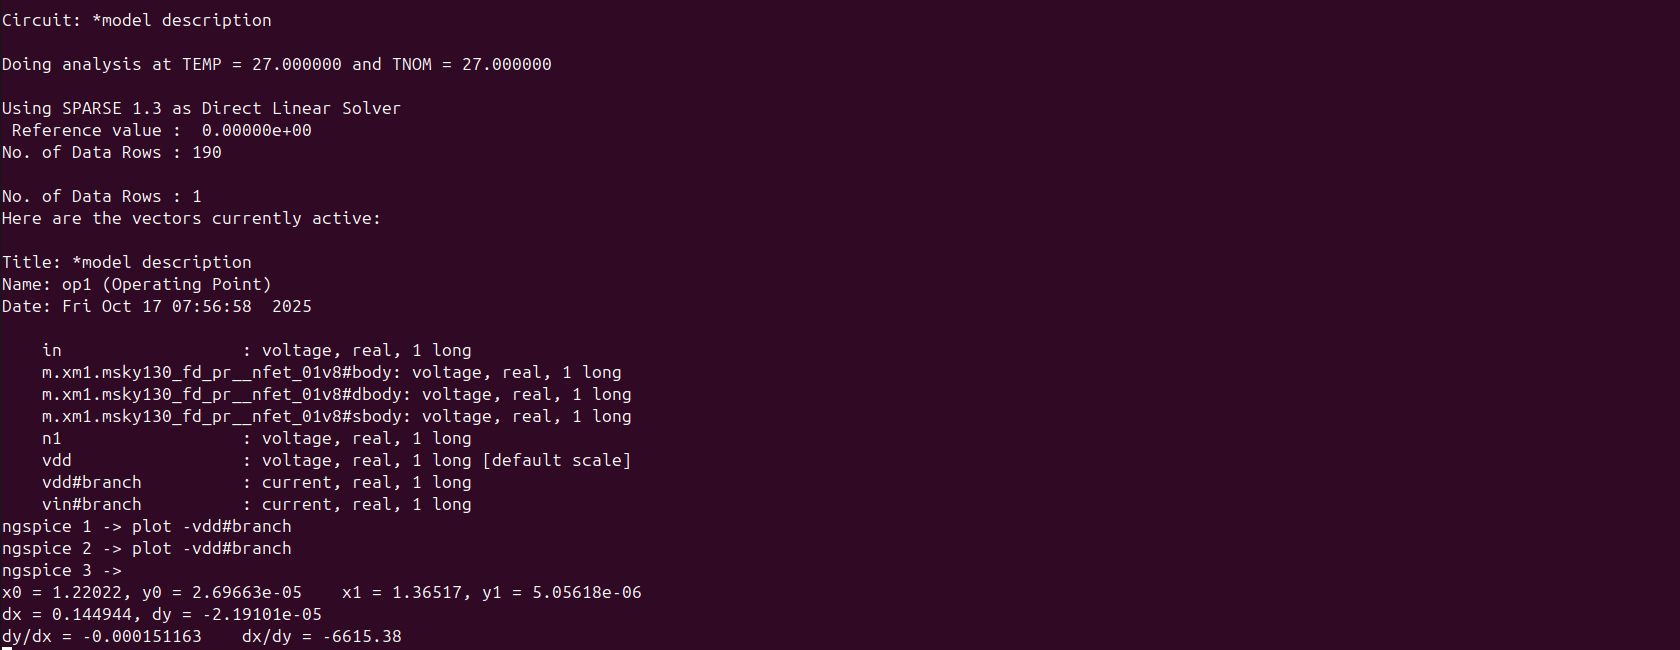 Circuit: *model description
Doing analysis at TEMP = 27.000000 and TNOM = 27.000000
Using SPARSE 1.3 as Direct Linear Solver
Reference value :  0.00000e+00
No. of Data Rows : 190
No. of Data Rows : 1
Here are the vectors currently active:
Title: *model description
Name: op1 (Operating Point)
Date: Fri Oct 17 07:56:58  2025
in                  : voltage, real, 1 long
m.xm1.msky130_fd_pr__nfet_01v8#body: voltage, real, 1 long
m.xm1.msky130_fd_pr__nfet_01v8#dbody: voltage, real, 1 long
m.xm1.msky130_fd_pr__nfet_01v8#sbody: voltage, real, 1 long
n1                  : voltage, real, 1 long
vdd                 : voltage, real, 1 long [default scale]
vdd#branch          : current, real, 1 long
vin#branch          : current, real, 1 long
ngspice 1 -> plot -vdd#branch
ngspice 2 -> plot -vdd#branch
ngspice 3 ->
x0 = 1.22022, y0 = 2.69663e-05    x1 = 1.36517, y1 = 5.05618e-06
dx = 0.144944, dy = -2.19101e-05
dy/dx = -0.000151163    dx/dy = -6615.38